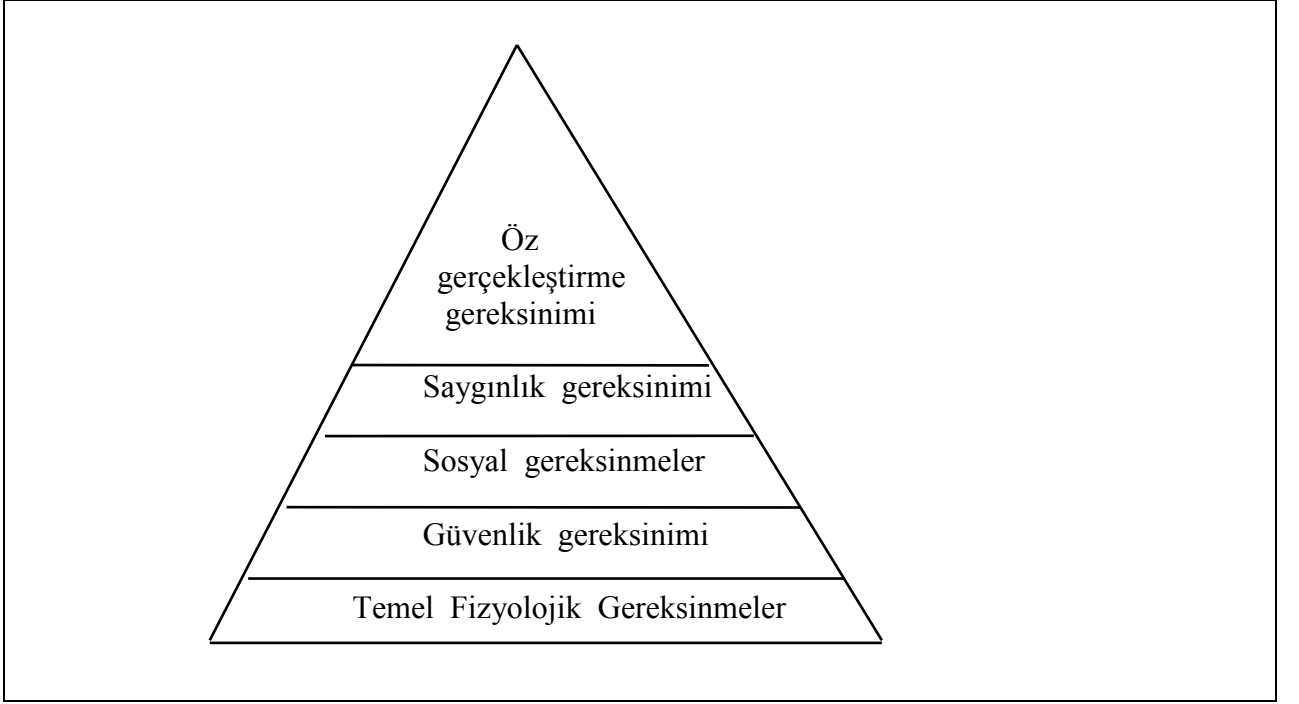 Öz
gerçekleştirme
gereksinimi
Saygınlık gereksinimi
Sosyal gereksinmeler
Güvenlik gereksinimi
Temel Fizyolojik Gereksinmeler